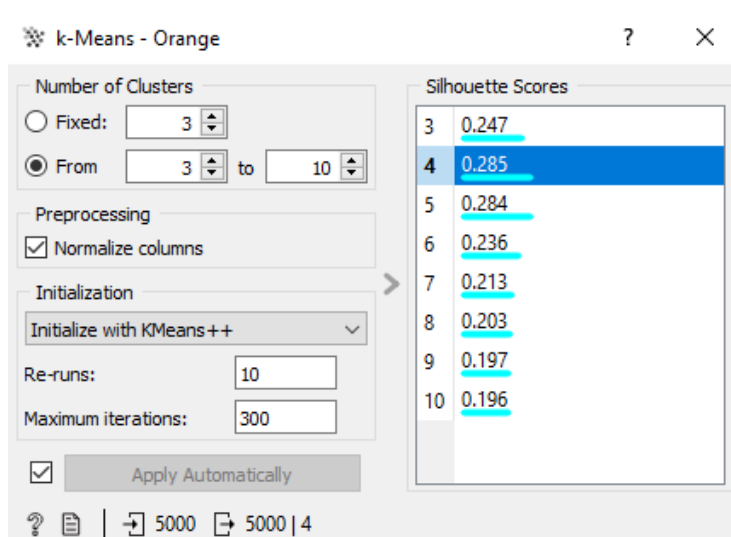 k-Means - Orange ? ×
Number of Clusters
Fixed: 3
From 3 to 10
Preprocessing
Normalize columns
Initialization
Initialize with KMeans++
Re-runs: 10
Maximum iterations: 300
Apply Automatically
? 5000 5000 | 4
Silhouette Scores
3 0.247
4 0.285
5 0.284
6 0.236
7 0.213
8 0.203
9 0.197
10 0.196